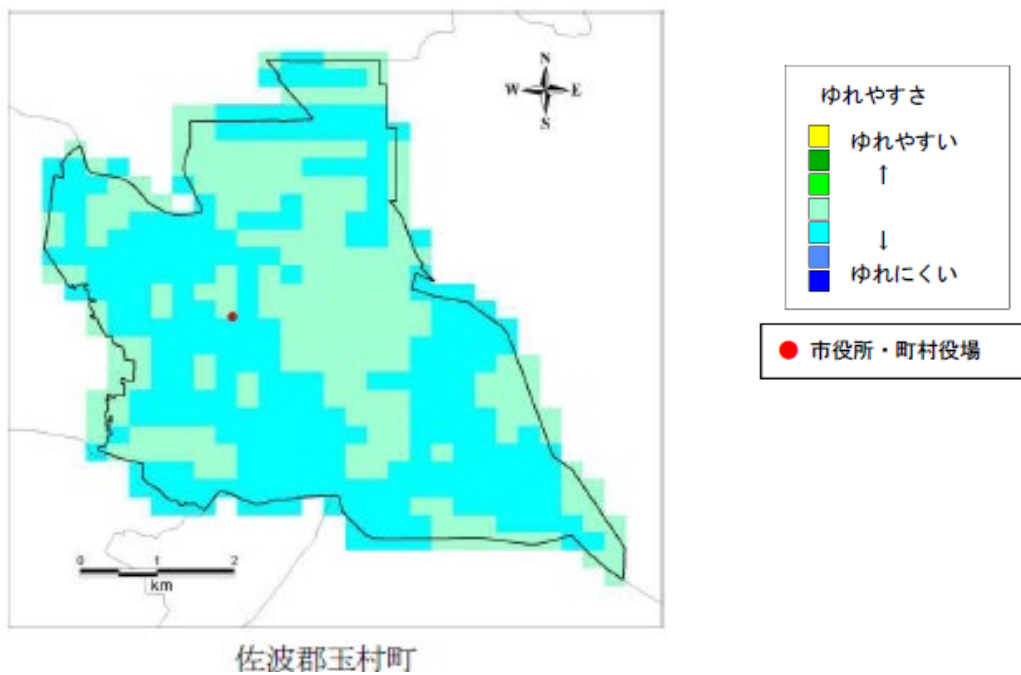 N
W E
S
0 1 2
km
佐波郡玉村町
ゆれやすさ
ゆれやすい
↑
↓
ゆれにくい
市役所・町村役場